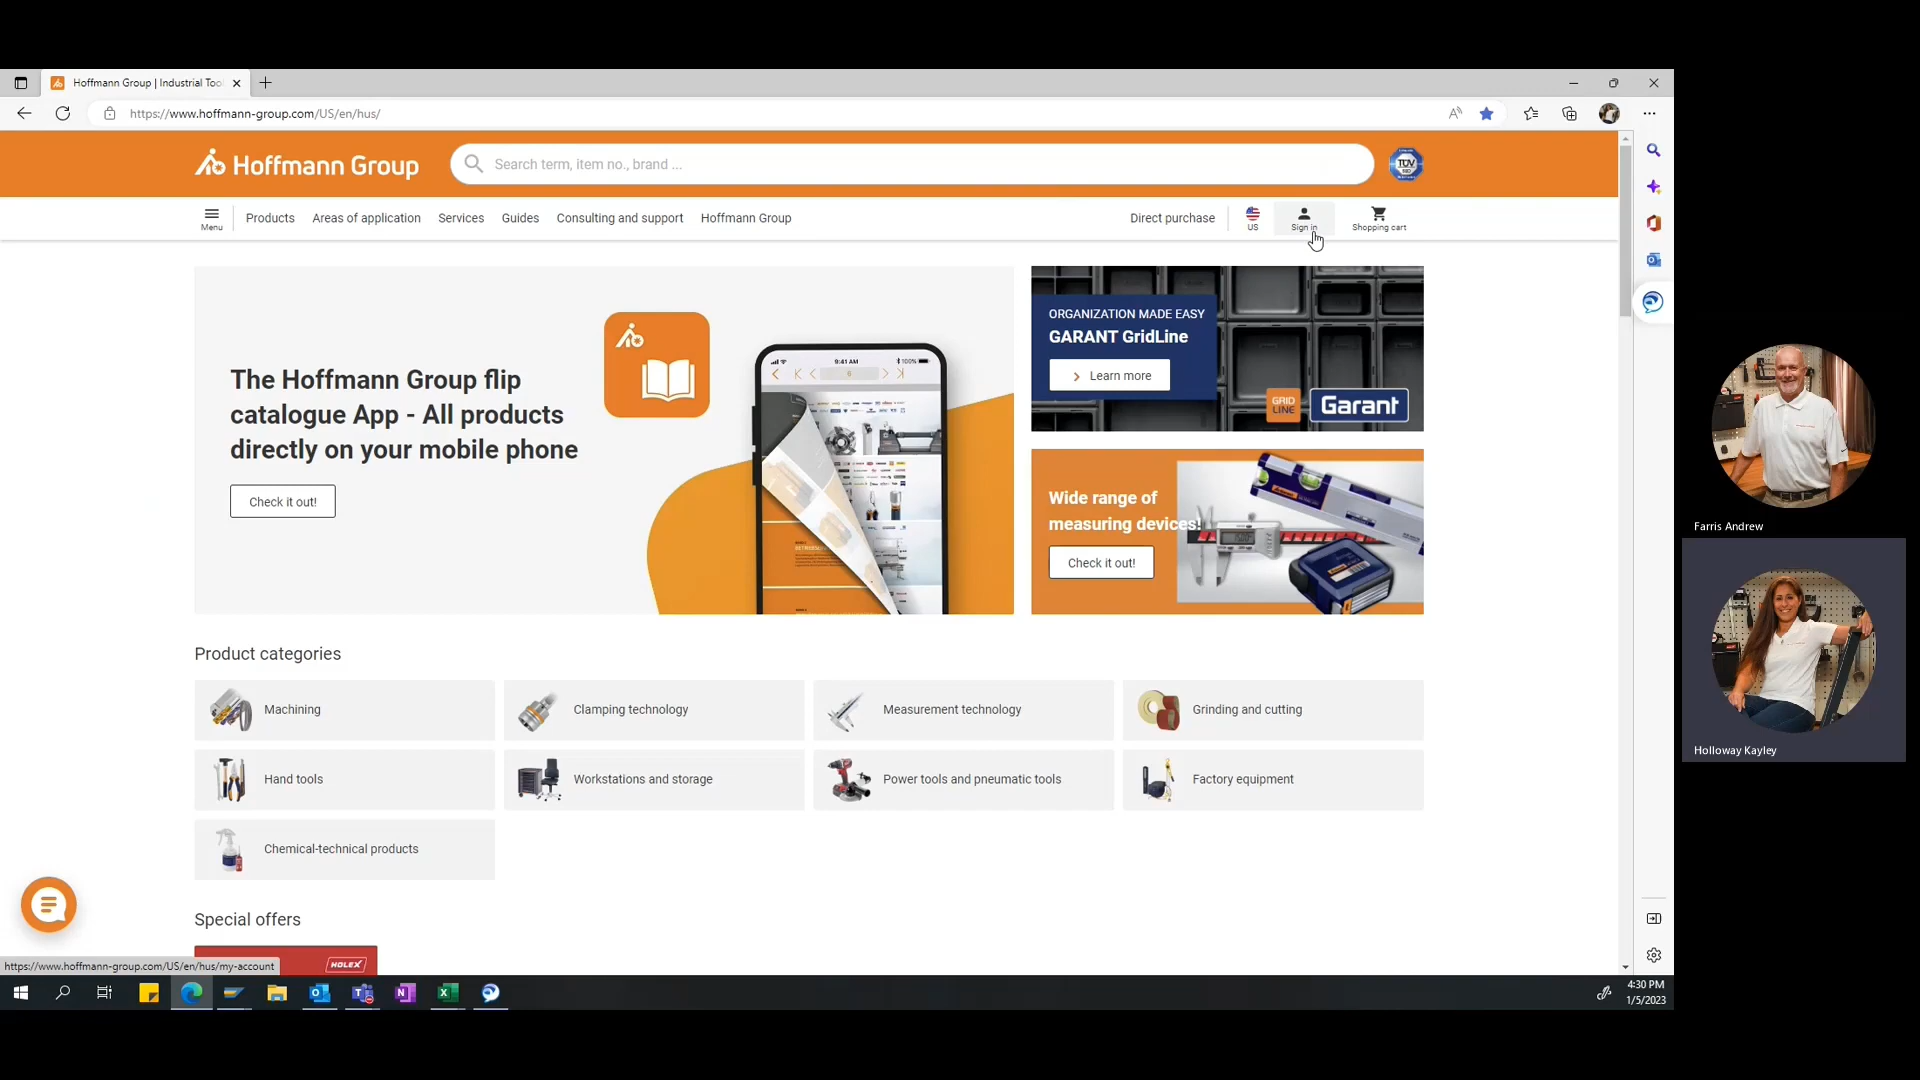 Hoffmann Group | Industrial Too
https://www.hoffmann-group.com/US/en/hus/
Hoffmann Group
Search term, item no., brand ...
TÜV
Menu
Products
Areas of application
Services
Guides
Consulting and support
Hoffmann Group
Direct purchase
US
Sign in
Shopping cart
The Hoffmann Group flip
catalogue App - All products
directly on your mobile phone
Check it out!
9:41 AM
100%
6
ORGANIZATION MADE EASY
GARANT GridLine
Learn more
GRID
LINE
Garant
Wide range of
measuring devices!
Check it out!
Product categories
Machining
Clamping technology
Measurement technology
Grinding and cutting
Hand tools
Workstations and storage
Power tools and pneumatic tools
Factory equipment
Chemical-technical products
Special offers
HOLEX
https://www.hoffmann-group.com/US/en/hus/my-account
4:30 PM
1/5/2023
Farris Andrew
Holloway Kayley